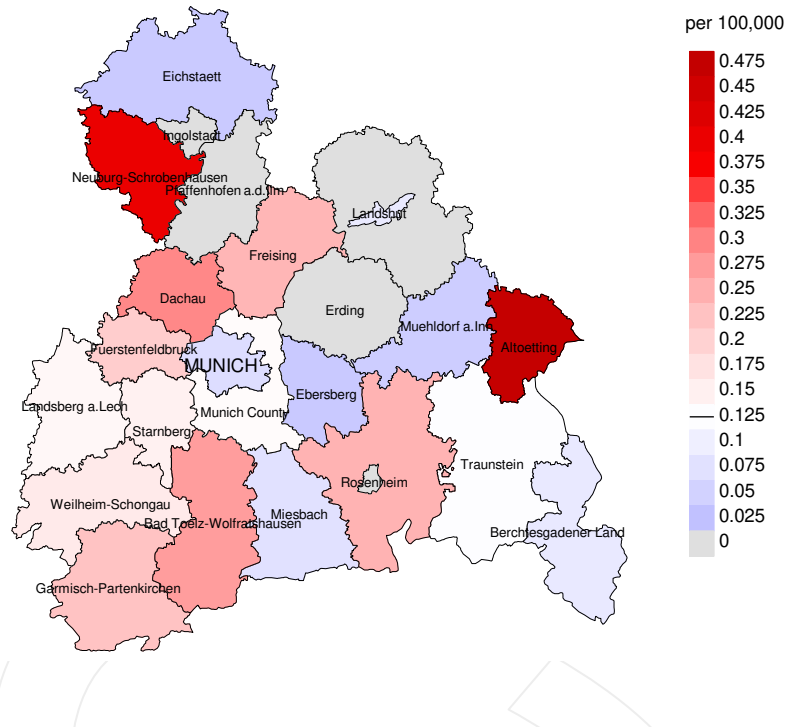 per 100,000
0.475
0.45
0.425
0.4
0.375
0.35
0.325
0.3
0.275
0.25
0.225
0.2
0.175
0.15
0.125
0.1
0.075
0.05
0.025
0
Eichstaett
Ingolstadt
Neuburg-Schrobenhausen
Pfaffenhofen a.d.Ilm
Landshut
Freising
Dachau
Erding
Muehldorf a.Inn
Altoetting
Fuerstenfeldbruck
MUNICH
Ebersberg
Landsberg a.Lech
Munich County
Starnberg
Traunstein
Rosenheim
Weilheim-Schongau
Miesbach
Bad Toelz-Wolfratshausen
Berchtesgadener Land
Garmisch-Partenkirchen